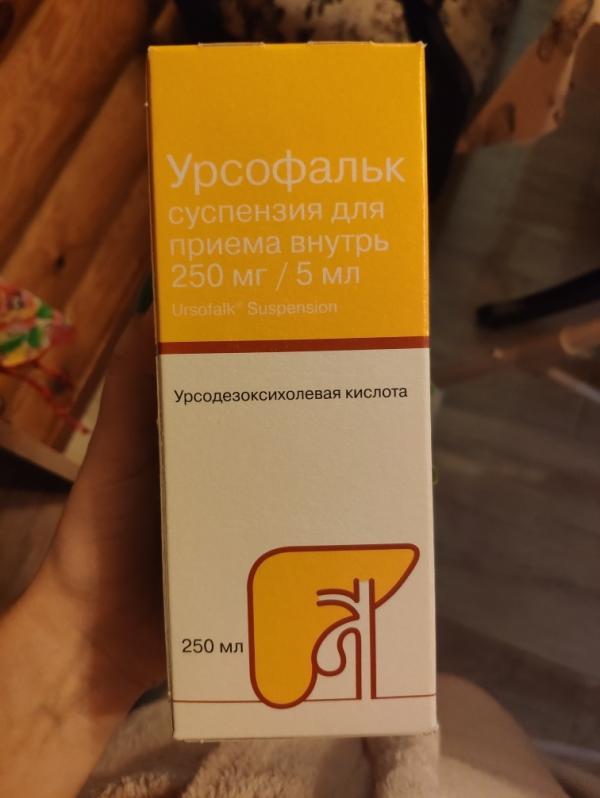 Урсофальк
суспензия для
приема внутрь
250 мг / 5 мл
Ursofalk® Suspension
Урсодезоксихолевая кислота
250 мл